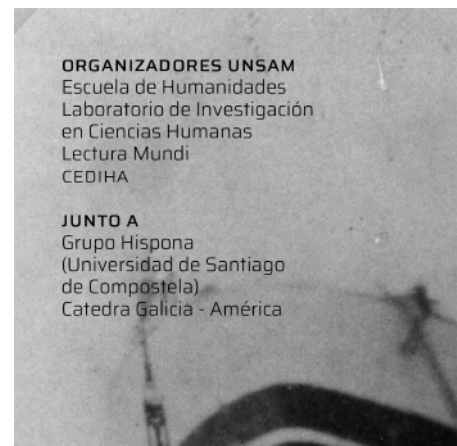 ORGANIZADORES UNSAM
Escuela de Humanidades
Laboratorio de Investigación
en Ciencias Humanas
Lectura Mundi
CEDIHA
JUNTO A
Grupo Hispona
(Universidad de Santiago
de Compostela)
Catedra Galicia - América